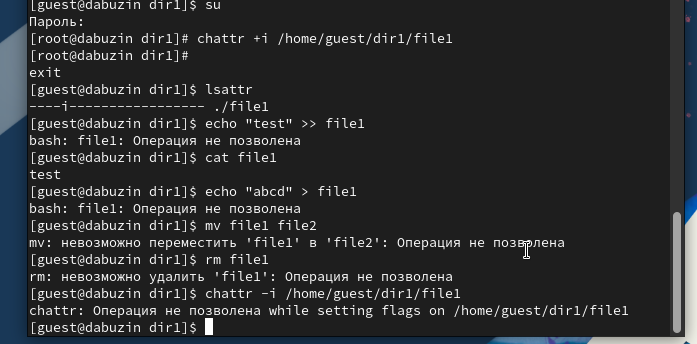 [guest@dabuzin dir1]$ su
Пароль:
[root@dabuzin dir1]# chattr +i /home/guest/dir1/file1
[root@dabuzin dir1]#
exit
[guest@dabuzin dir1]$ lsattr
----i----------------- ./file1
[guest@dabuzin dir1]$ echo "test" >> file1
bash: file1: Операция не позволена
[guest@dabuzin dir1]$ cat file1
test
[guest@dabuzin dir1]$ echo "abcd" > file1
bash: file1: Операция не позволена
[guest@dabuzin dir1]$ mv file1 file2
mv: невозможно переместить 'file1' в 'file2': Операция не позволена
[guest@dabuzin dir1]$ rm file1
rm: невозможно удалить 'file1': Операция не позволена
[guest@dabuzin dir1]$ chattr -i /home/guest/dir1/file1
chattr: Операция не позволена while setting flags on /home/guest/dir1/file1
[guest@dabuzin dir1]$